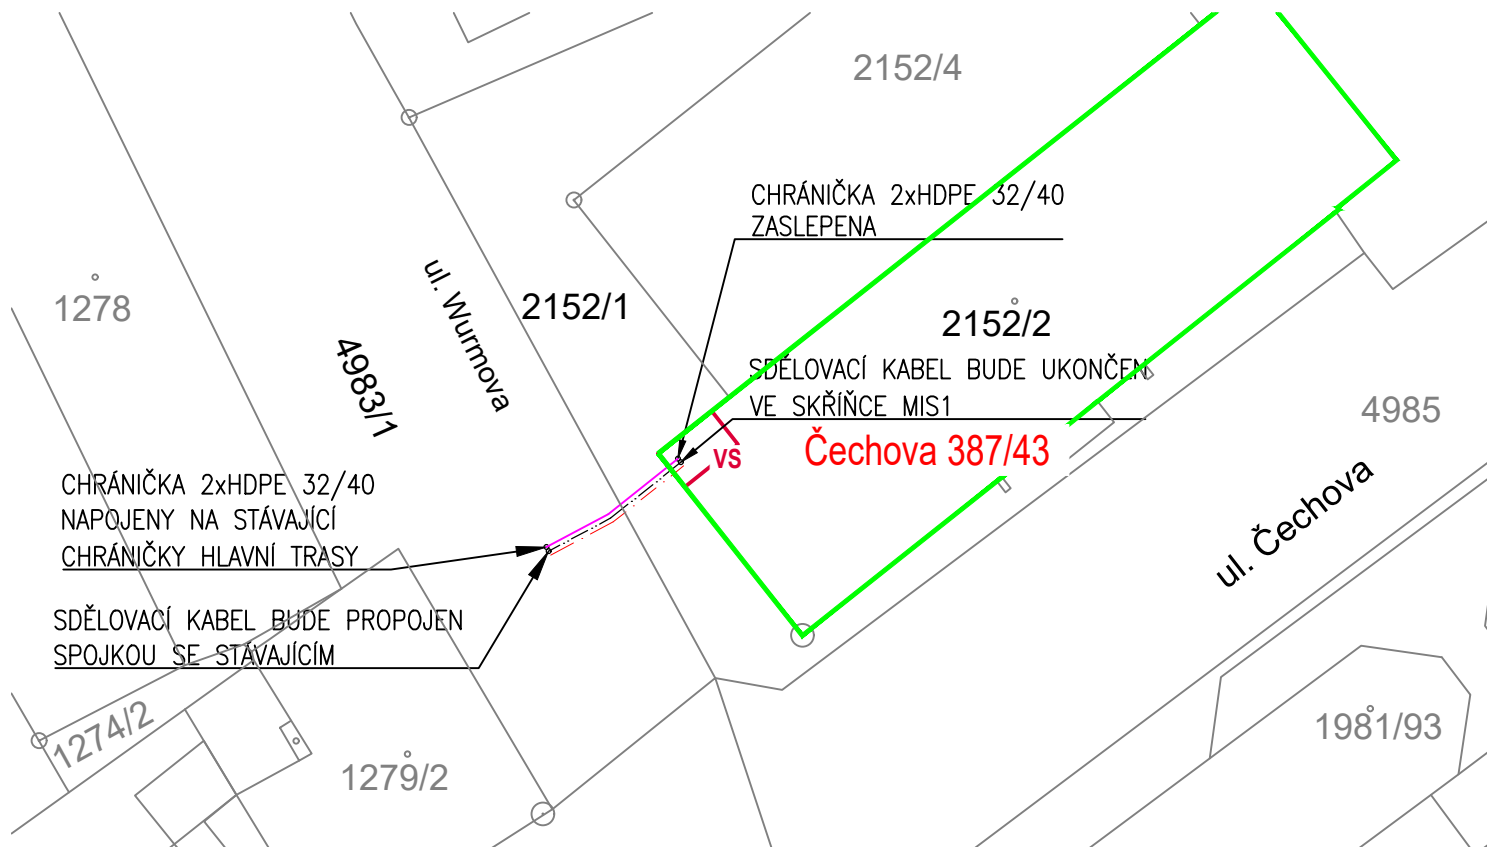 2152/4
CHRÁNIČKA 2xHDPE 32/40
ZASLEPENA
1278
ul. Wurmova
2152/1
2152/2
4983/1
SDĚLOVACÍ KABEL BUDE UKONČEN
VE SKŘÍŇCE MIS1
4985
Čechova 387/43
VS
CHRÁNIČKA 2xHDPE 32/40
NAPOJENY NA STÁVAJÍCÍ
CHRÁNIČKY HLAVNÍ TRASY
ul. Čechova
SDĚLOVACÍ KABEL BUDE PROPOJEN
SPOJKOU SE STÁVAJÍCÍM
1274/2
1279/2
1981/93